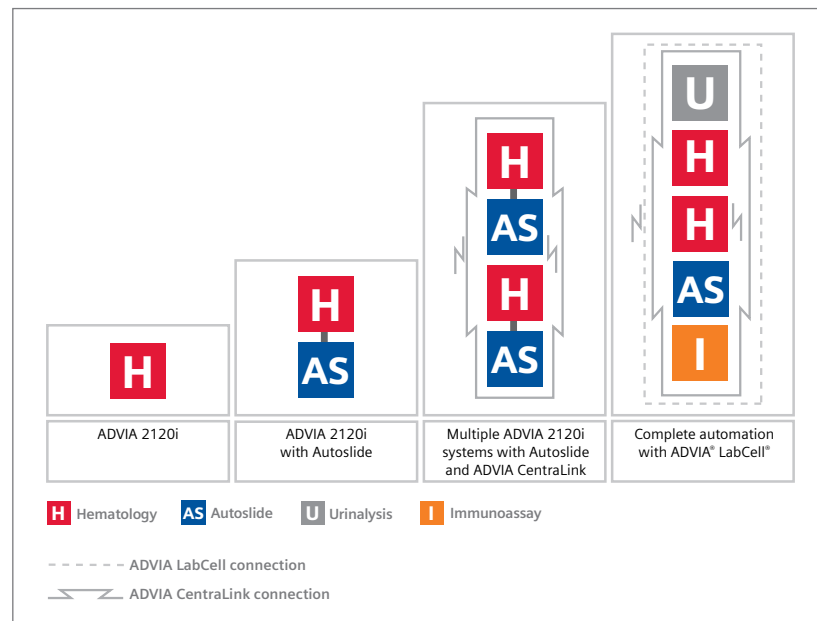 U
H
H
H
AS
H
H
AS
H
AS
H
AS
I
ADVIA 2120i
ADVIA 2120i
with Autoslide
Multiple ADVIA 2120i
systems with Autoslide
and ADVIA CentraLink
Complete automation
with ADVIA® LabCell®
H Hematology
AS Autoslide
U Urinalysis
I Immunoassay
ADVIA LabCell connection
ADVIA CentraLink connection